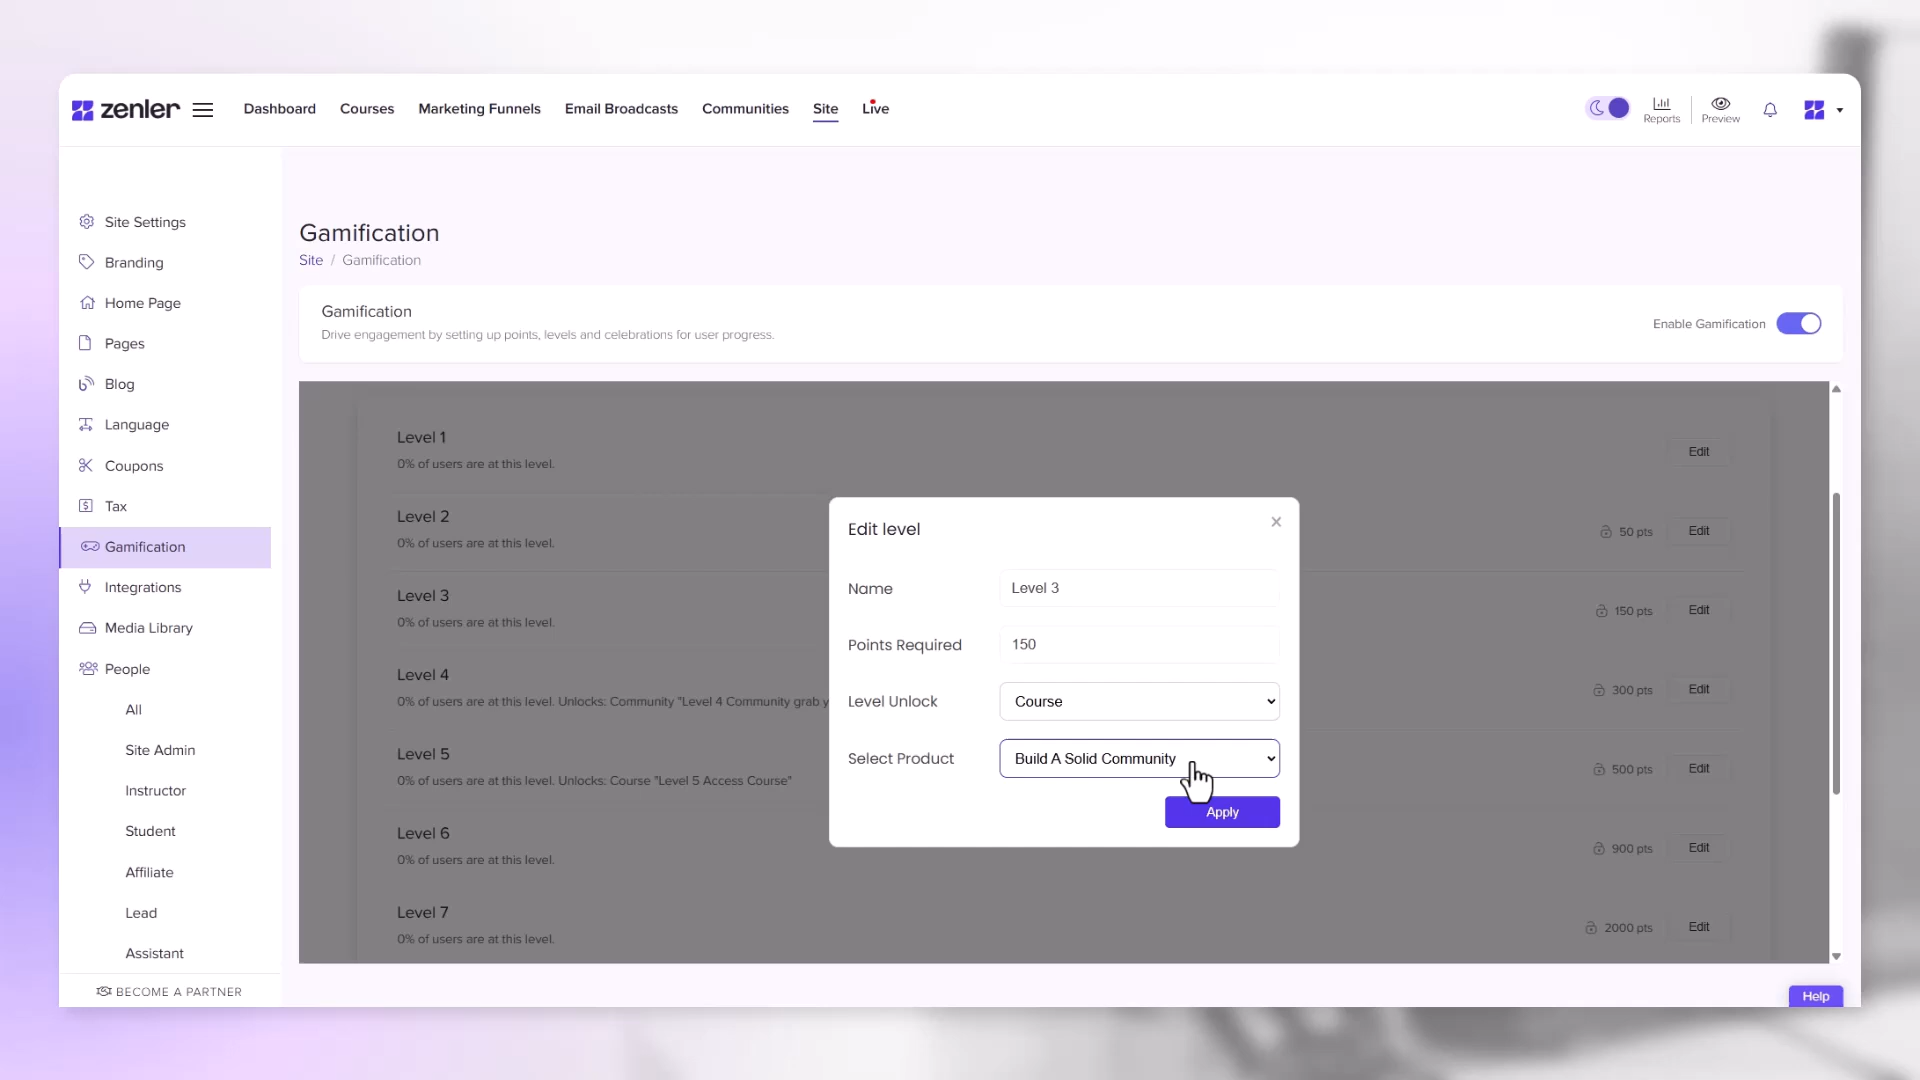 zenler
Dashboard
Courses
Marketing Funnels
Email Broadcasts
Communities
Site
Live
Reports
Preview
Site Settings
Branding
Home Page
Pages
Blog
Language
Coupons
Tax
Gamification
Integrations
Media Library
People
All
Site Admin
Instructor
Student
Affiliate
Lead
Assistant
BECOME A PARTNER
Gamification
Site / Gamification
Gamification
Drive engagement by setting up points, levels and celebrations for user progress.
Enable Gamification
Level 1
0% of users are at this level.
Edit
Level 2
0% of users are at this level.
50 pts
Edit
Level 3
0% of users are at this level.
150 pts
Edit
Level 4
0% of users are at this level. Unlocks: Community "Level 4 Community grab y
300 pts
Edit
Level 5
0% of users are at this level. Unlocks: Course "Level 5 Access Course"
500 pts
Edit
Level 6
0% of users are at this level.
900 pts
Edit
Level 7
0% of users are at this level.
2000 pts
Edit
Edit level
Name
Level 3
Points Required
150
Level Unlock
Course
Select Product
Build A Solid Community
Apply
Help